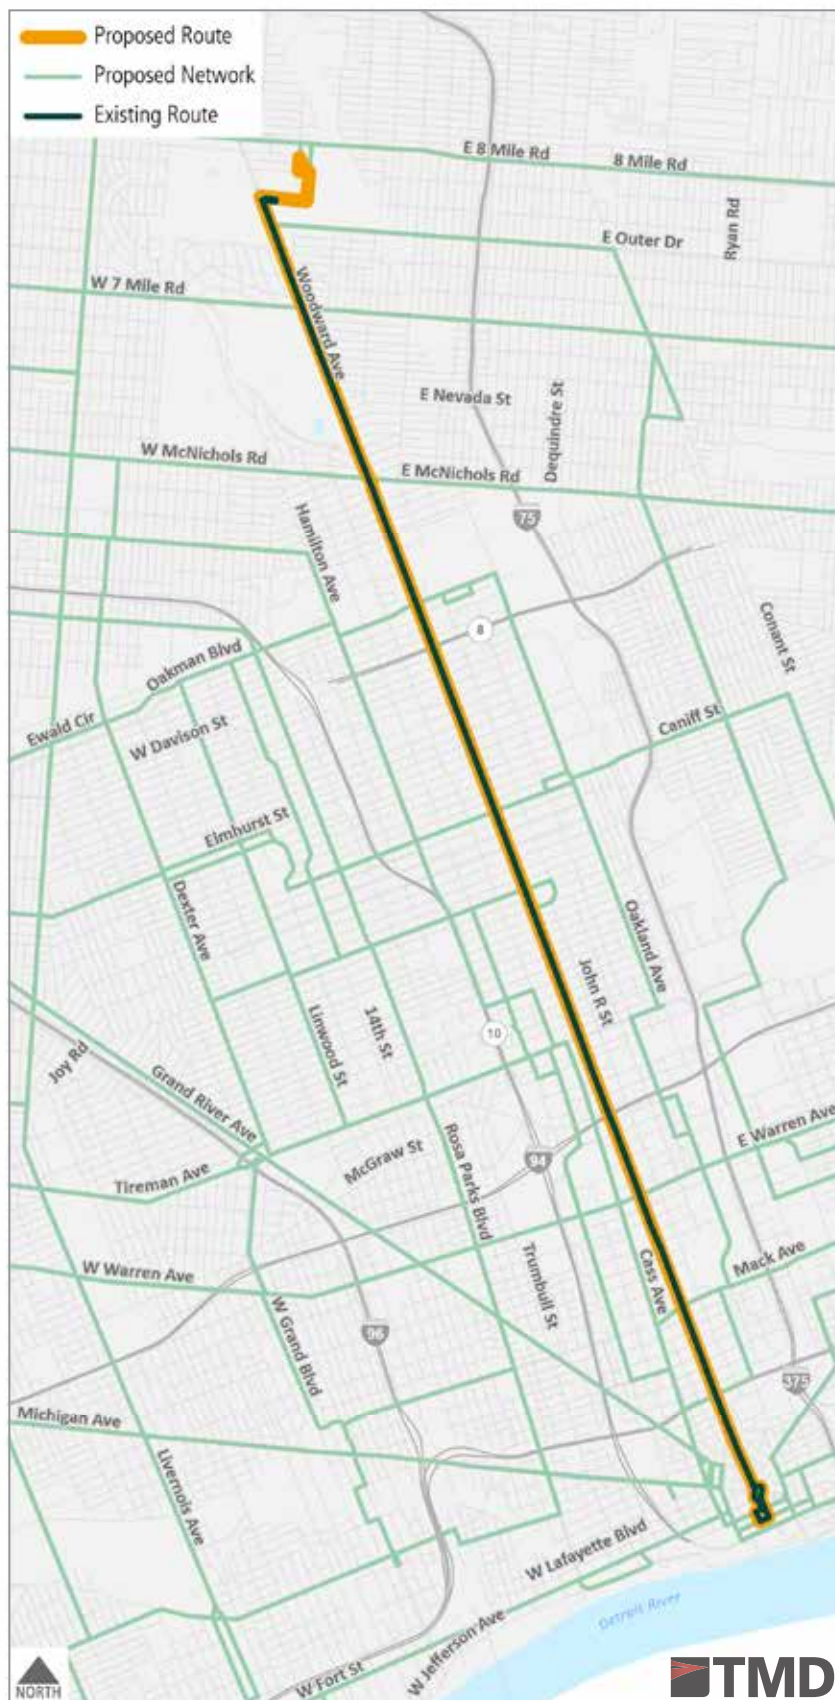 Proposed Route
Proposed Network
Existing Route
E 8 Mile Rd
8 Mile Rd
Ryan Rd
E Outer Dr
W 7 Mile Rd
Woodward Ave
E Nevada St
Dequindre St
W McNichols Rd
E McNichols Rd
75
Hamilton Ave
Conant St
8
Oakman Blvd
Ewald Cir
W Davison St
Caniff St
Elmhurst St
Dexter Ave
Oakland Ave
John R St
Linwood St
14th St
10
Joy Rd
Grand River Ave
E Warren Ave
McGraw St
Rosa Parks Blvd
94
Tireman Ave
Mack Ave
Cass Ave
W Warren Ave
Trumbull St
W Grand Blvd
96
375
Michigan Ave
Livernois Ave
W Lafayette Blvd
Detroit River
W Jefferson Ave
W Fort St
NORTH
TMD